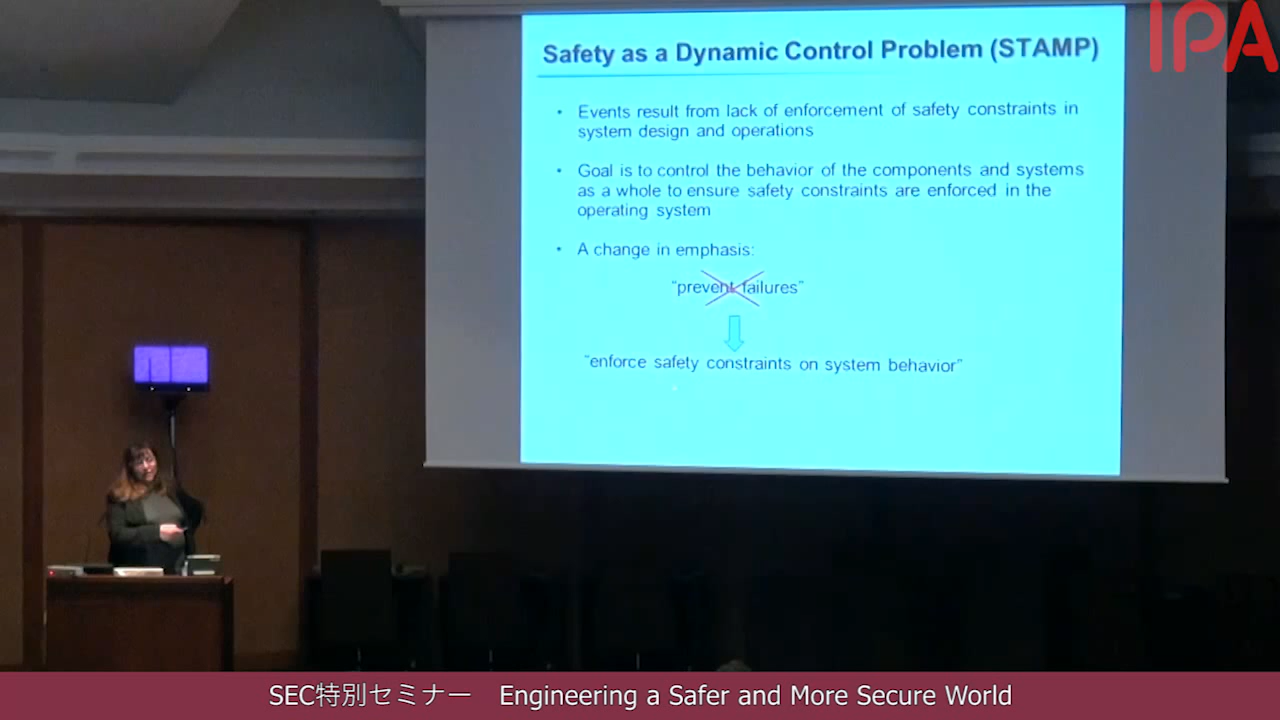 IPA
Safety as a Dynamic Control Problem (STAMP)
• Events result from lack of enforcement of safety constraints in
system design and operations
• Goal is to control the behavior of the components and systems
as a whole to ensure safety constraints are enforced in the
operating system
• A change in emphasis:
"prevent failures"
"enforce safety constraints on system behavior"
SEC特別セミナー Engineering a Safer and More Secure World